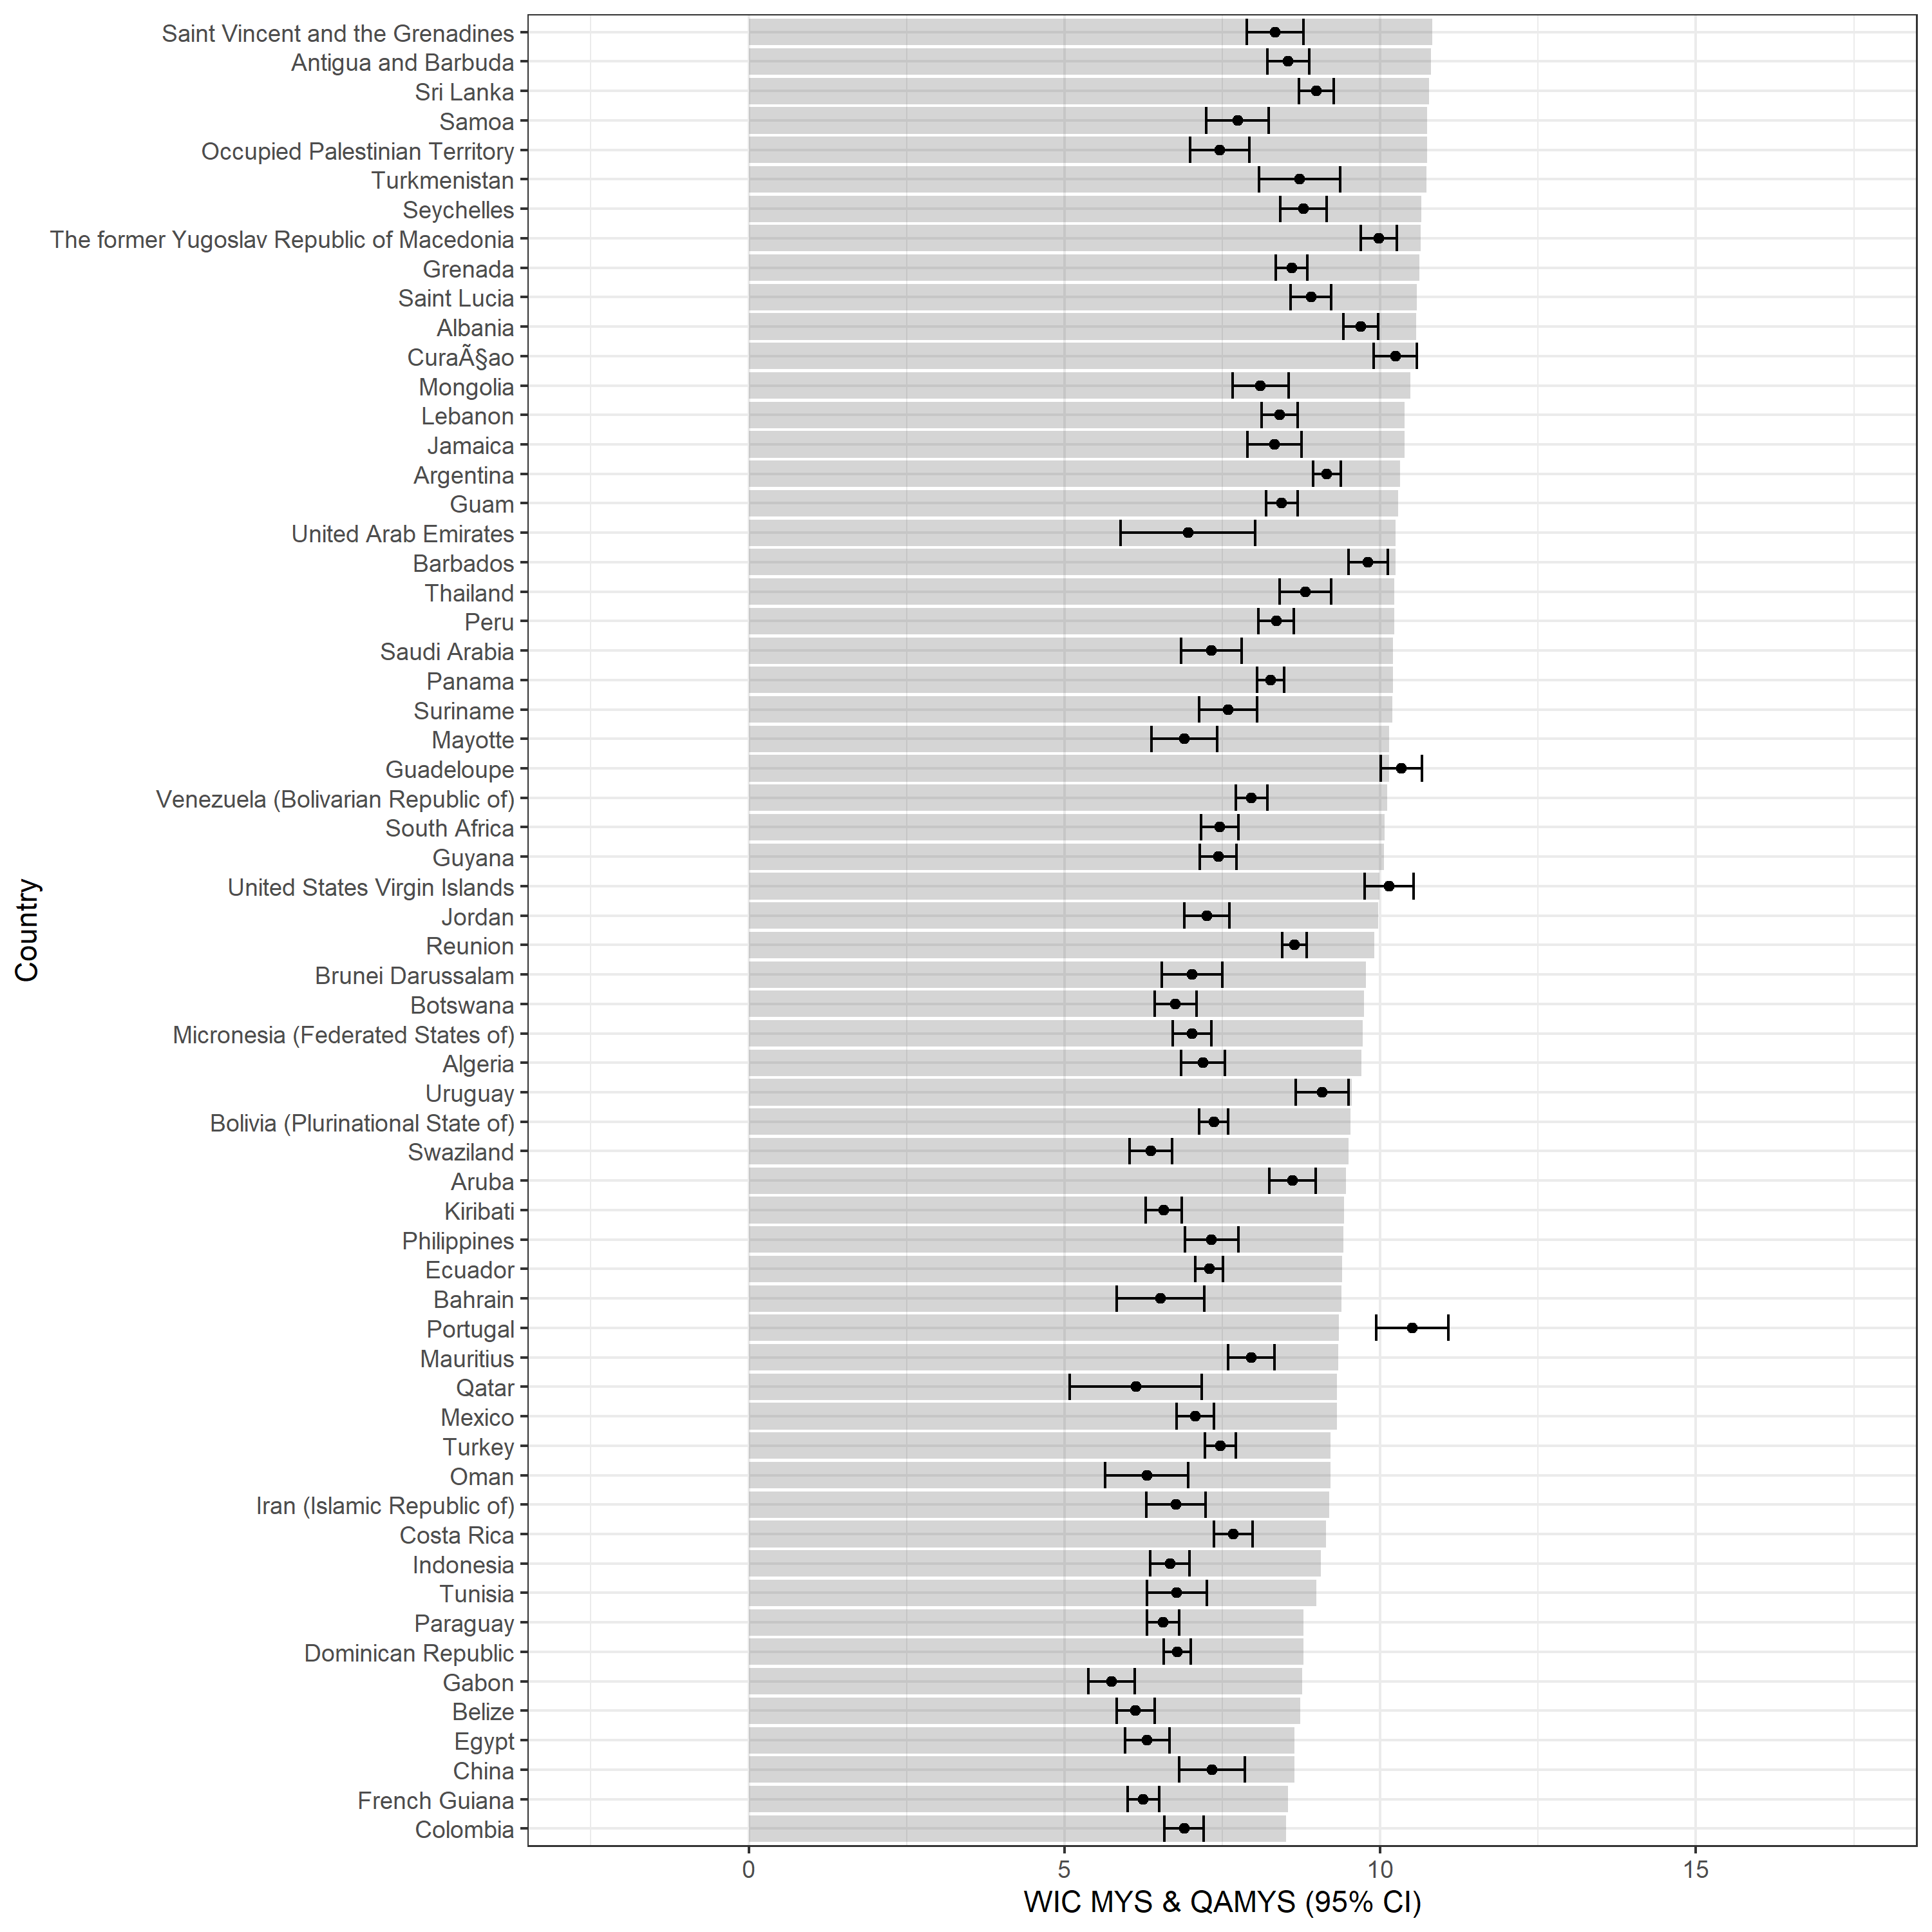 Saint Vincent and the Grenadines
Antigua and Barbuda
Sri Lanka
Samoa
Occupied Palestinian Territory
Turkmenistan
Seychelles
The former Yugoslav Republic of Macedonia
Grenada
Saint Lucia
Albania
CuraÃ§ao
Mongolia
Lebanon
Jamaica
Argentina
Guam
United Arab Emirates
Barbados
Thailand
Peru
Saudi Arabia
Panama
Suriname
Mayotte
Guadeloupe
Venezuela (Bolivarian Republic of)
South Africa
Guyana
United States Virgin Islands
Jordan
Reunion
Brunei Darussalam
Botswana
Micronesia (Federated States of)
Algeria
Uruguay
Bolivia (Plurinational State of)
Swaziland
Aruba
Kiribati
Philippines
Ecuador
Bahrain
Portugal
Mauritius
Qatar
Mexico
Turkey
Oman
Iran (Islamic Republic of)
Costa Rica
Indonesia
Tunisia
Paraguay
Dominican Republic
Gabon
Belize
Egypt
China
French Guiana
Colombia
Country
0 5 10 15
WIC MYS & QAMYS (95% CI)